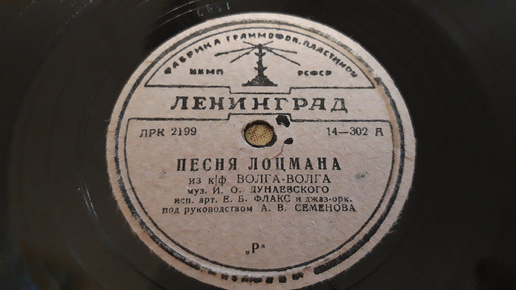 ФАБРИКА ГРАММОФОН. ПЛАСТИНОК
НКМП РСФСР
ЛЕНИНГРАД
ЛРК 2199 14—302 А
ПЕСНЯ ЛОЦМАНА
из к|ф. ВОЛГА-ВОЛГА
муз. И. О. ДУНАЕВСКОГО
исп. арт. Е. Б. ФЛАКС и джаз-орк.
под руководством А. В. СЕМЕНОВА
„Р“